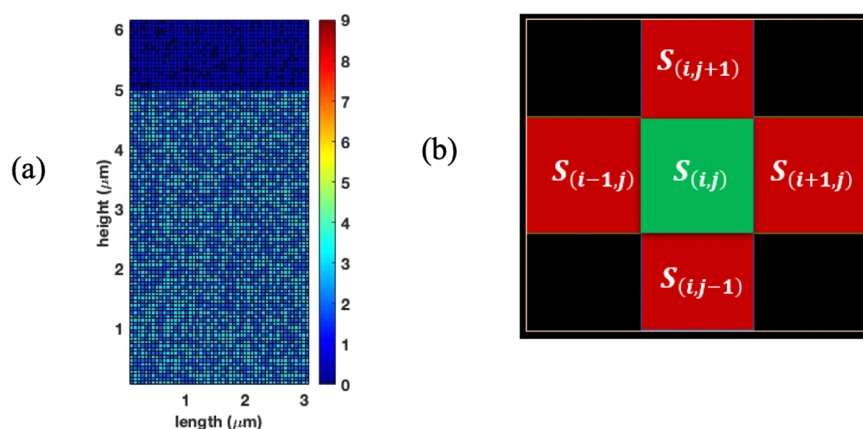 (a)
height (μm)
6
5
4
3
2
1
1 2 3
length (μm)
9
8
7
6
5
4
3
2
1
0
(b)
S(i,j+1)
S(i−1,j) S(i,j) S(i+1,j)
S(i,j−1)